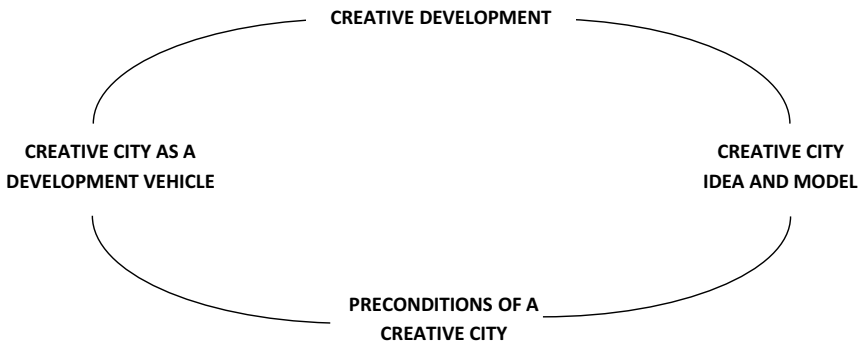 CREATIVE DEVELOPMENT
CREATIVE CITY AS A
DEVELOPMENT VEHICLE
CREATIVE CITY
IDEA AND MODEL
PRECONDITIONS OF A
CREATIVE CITY